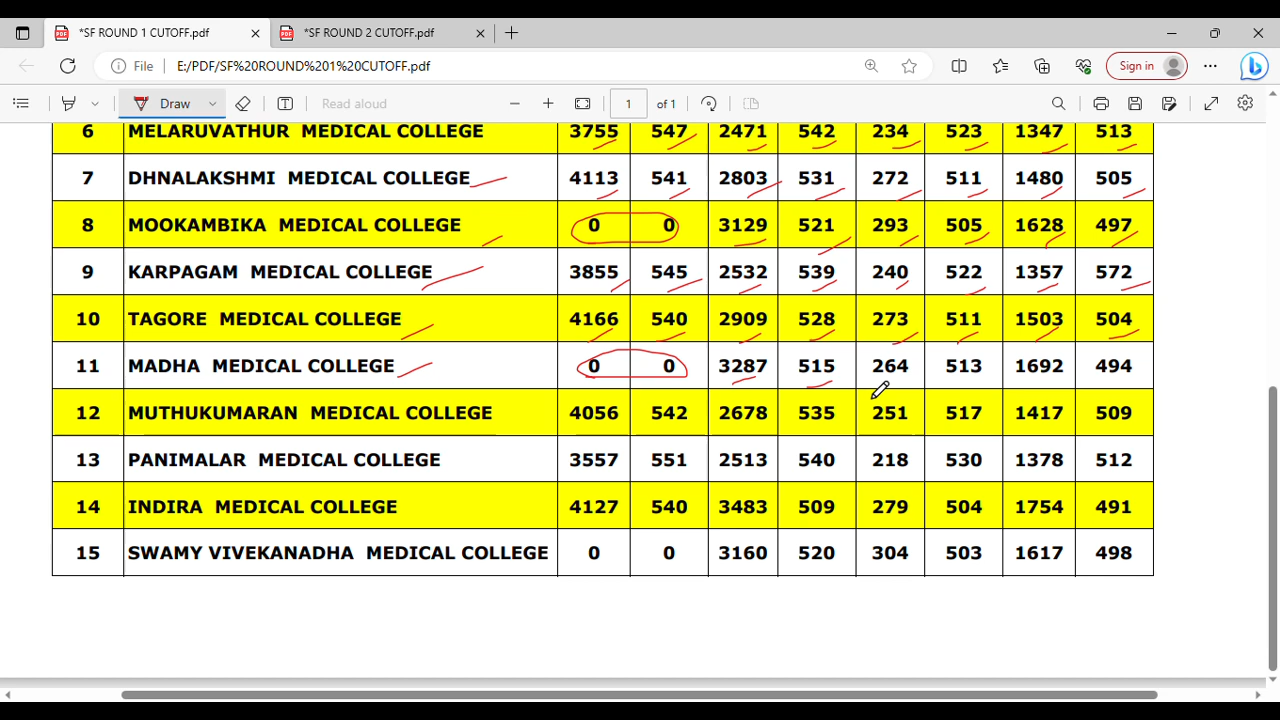 *SF ROUND 1 CUTOFF.pdf *SF ROUND 2 CUTOFF.pdf
File E:/PDF/SF%20ROUND%201%20CUTOFF.pdf Sign in
Draw Read aloud 1 of 1
6 MELARUVATHUR MEDICAL COLLEGE 3755 547 2471 542 234 523 1347 513
7 DHNALAKSHMI MEDICAL COLLEGE 4113 541 2803 531 272 511 1480 505
8 MOOKAMBIKA MEDICAL COLLEGE 0 0 3129 521 293 505 1628 497
9 KARPAGAM MEDICAL COLLEGE 3855 545 2532 539 240 522 1357 572
10 TAGORE MEDICAL COLLEGE 4166 540 2909 528 273 511 1503 504
11 MADHA MEDICAL COLLEGE 0 0 3287 515 264 513 1692 494
12 MUTHUKUMARAN MEDICAL COLLEGE 4056 542 2678 535 251 517 1417 509
13 PANIMALAR MEDICAL COLLEGE 3557 551 2513 540 218 530 1378 512
14 INDIRA MEDICAL COLLEGE 4127 540 3483 509 279 504 1754 491
15 SWAMY VIVEKANADHA MEDICAL COLLEGE 0 0 3160 520 304 503 1617 498